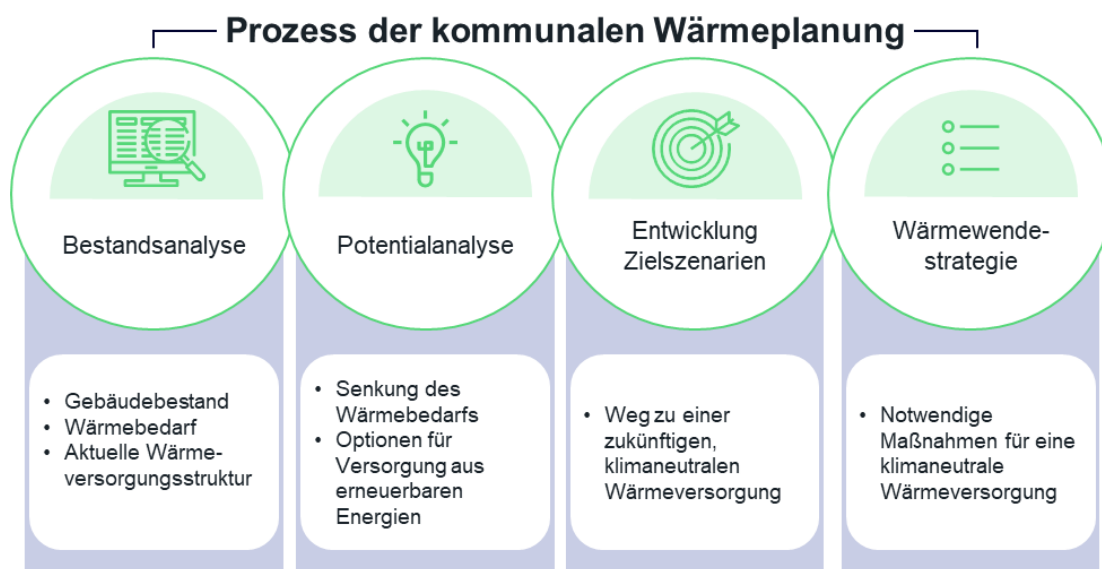 Prozess der kommunalen Wärmeplanung
Bestandsanalyse
Potentialanalyse
Entwicklung
Zielszenarien
Wärmewende-
strategie
• Gebäudebestand
• Wärmebedarf
• Aktuelle Wärme-
versorgungsstruktur
• Senkung des
Wärmebedarfs
• Optionen für
Versorgung aus
erneuerbaren
Energien
• Weg zu einer
zukünftigen,
klimaneutralen
Wärmeversorgung
• Notwendige
Maßnahmen für eine
klimaneutrale
Wärmeversorgung